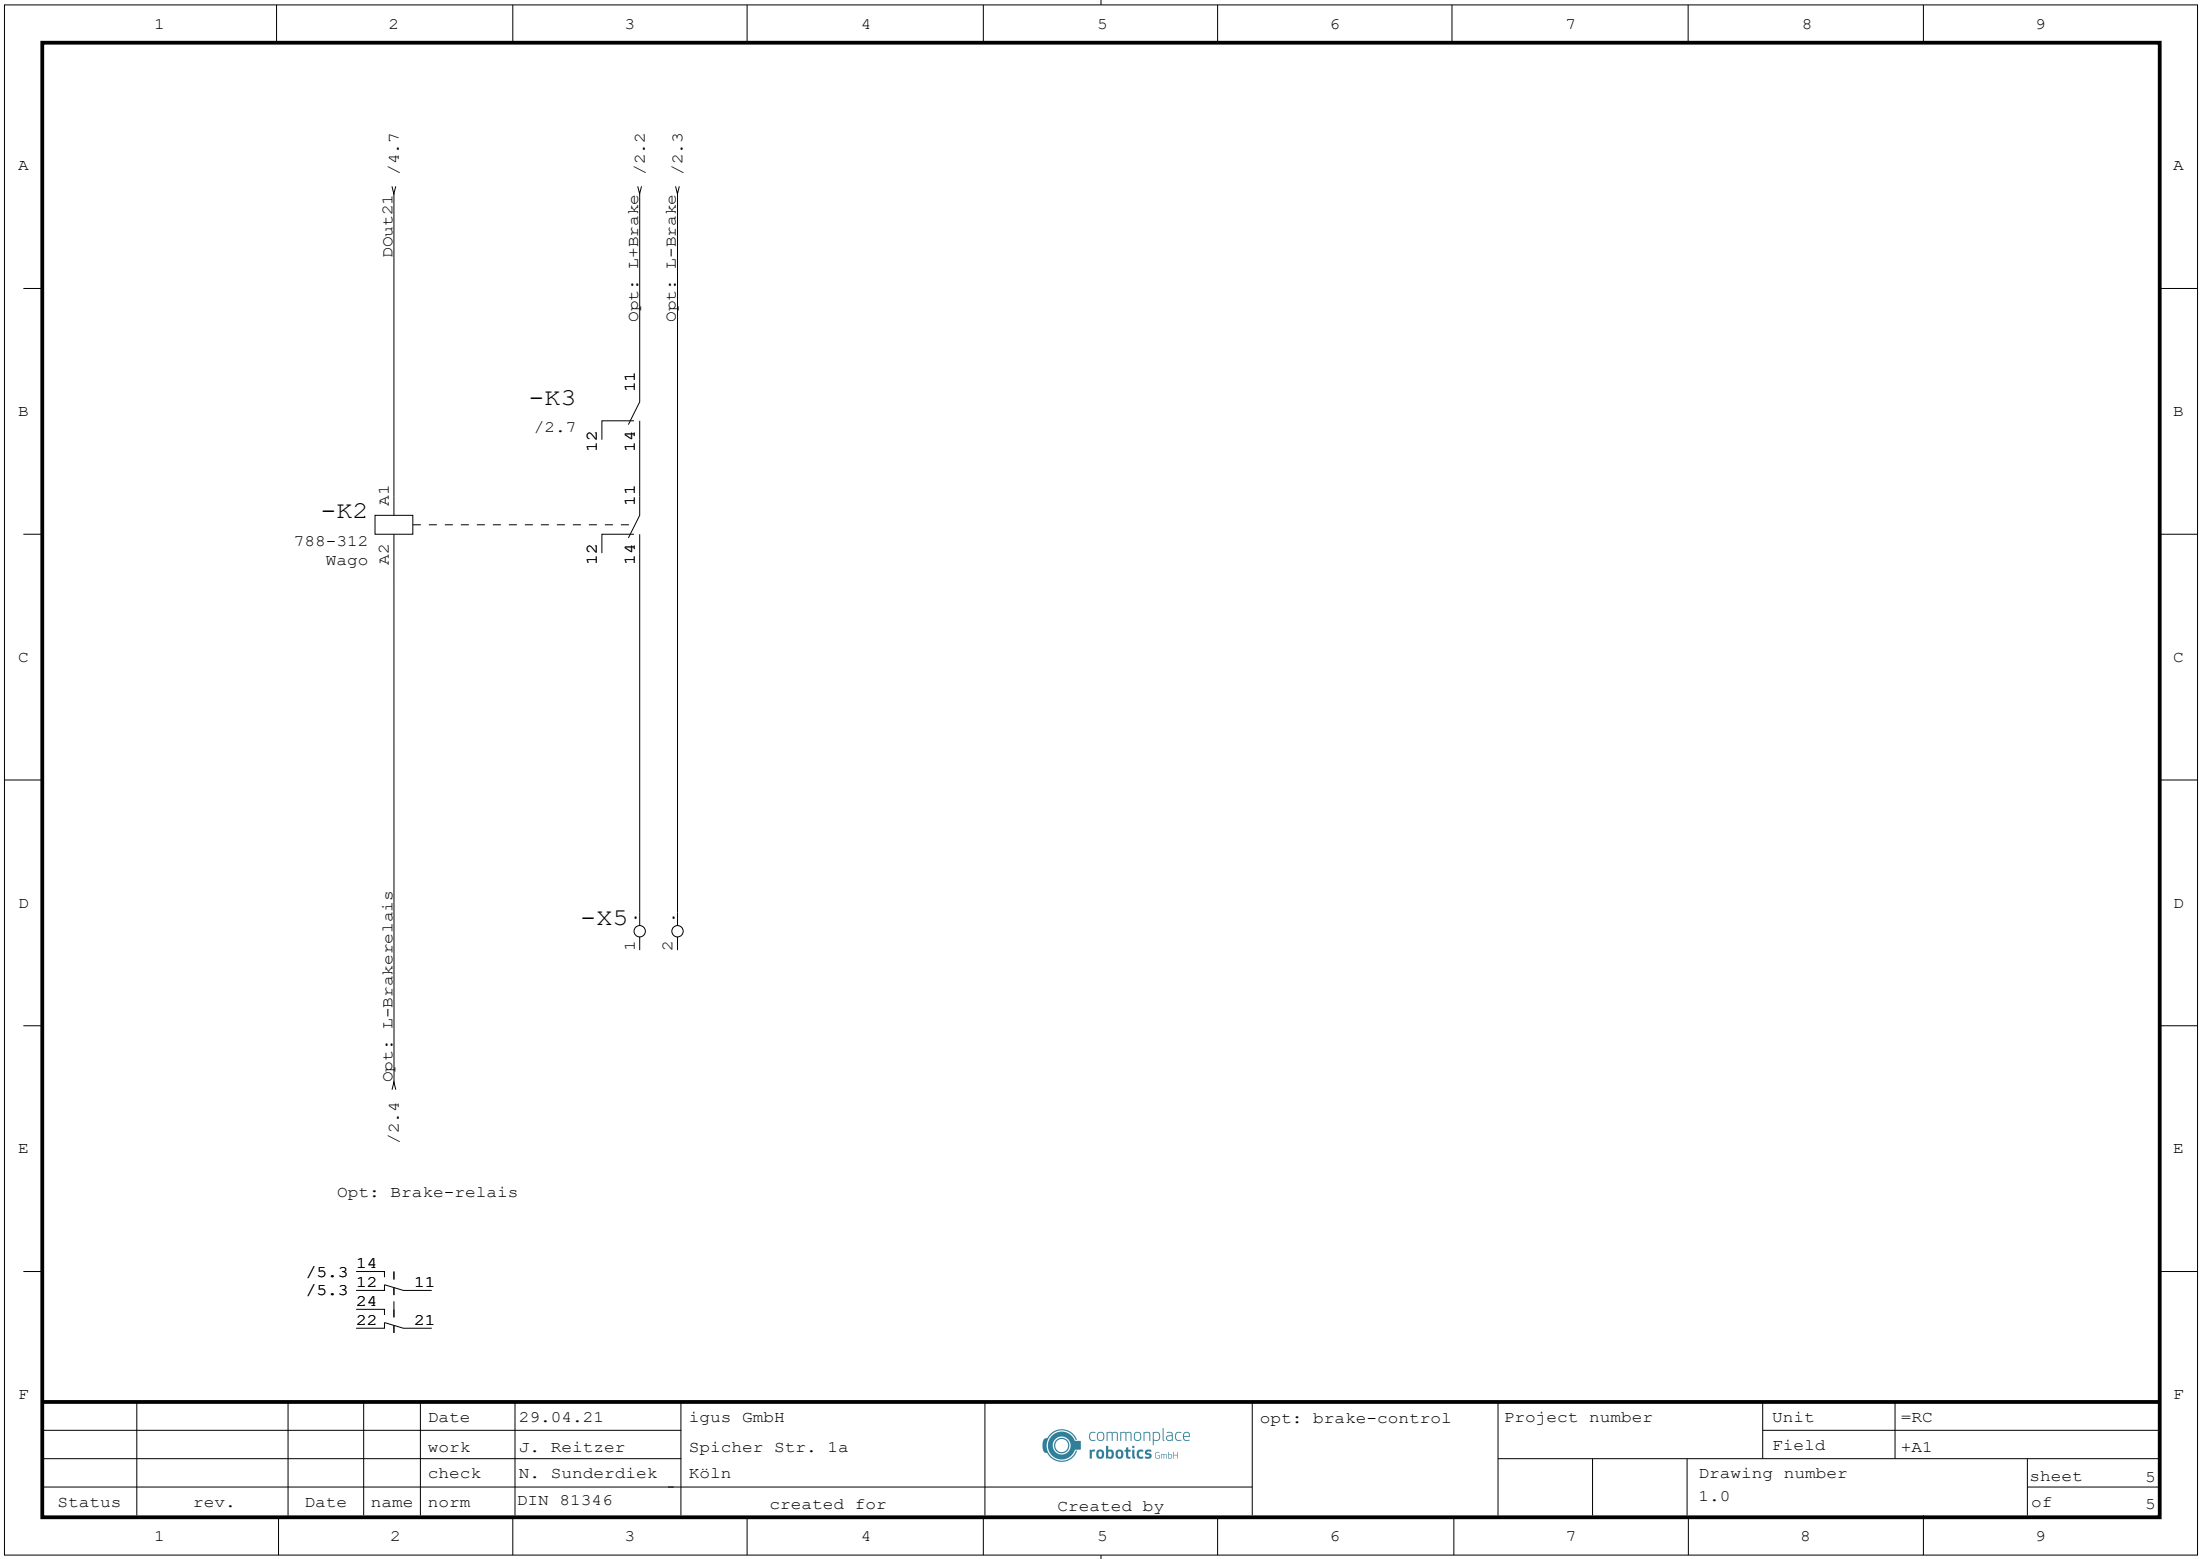 1 2 3 4 5 6 7 8 9
A A
/4.7 /2.2 /2.3
DOut21 Opt: L+Brake Opt: L-Brake
B B
-K3 11
/2.7 12 14
-K2 A1 11
788-312 12 14
Wago A2
C C
D D
-X5
1 2
Opt: L-Brakerelais
/2.4
E E
Opt: Brake-relais
/5.3 14
/5.3 12 11
24
22 21
F F
Date 29.04.21 igus GmbH commonplace opt: brake-control Project number Unit =RC
work J. Reitzer Spicher Str. 1a robotics GmbH Field +A1
check N. Sunderdiek Köln Drawing number sheet 5
Status rev. Date name norm DIN 81346 created for Created by 1.0 of 5
1 2 3 4 5 6 7 8 9